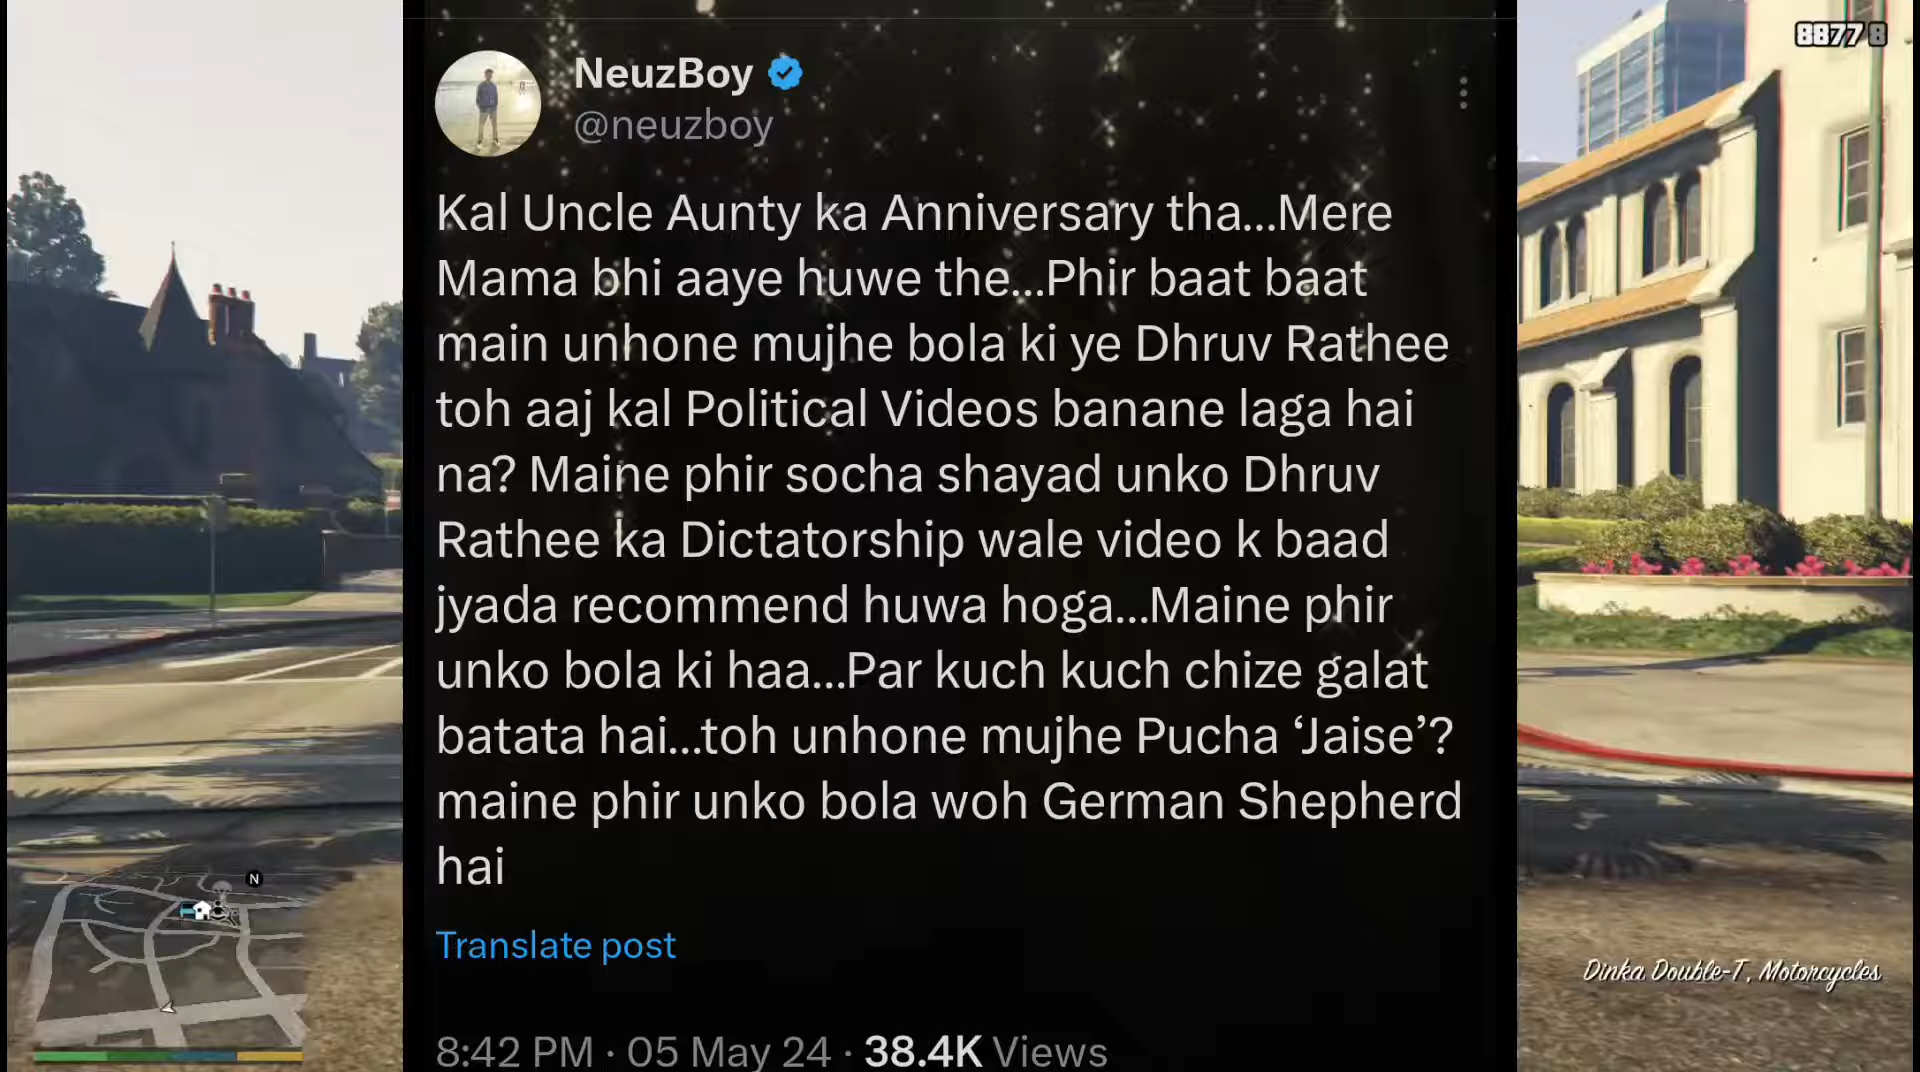 NeuzBoy
@neuzboy
Kal Uncle Aunty ka Anniversary tha...Mere
Mama bhi aaye huwe the...Phir baat baat
main unhone mujhe bola ki ye Dhruv Rathee
toh aaj kal Political Videos banane laga hai
na? Maine phir socha shayad unko Dhruv
Rathee ka Dictatorship wale video k baad
jyada recommend huwa hoga...Maine phir
unko bola ki haa...Par kuch kuch chize galat
batata hai...toh unhone mujhe Pucha ‘Jaise’?
maine phir unko bola woh German Shepherd
hai
Translate post
8:42 PM · 05 May 24 · 38.4K Views
8877 8
N
Dinka Double-T, Motorcycles